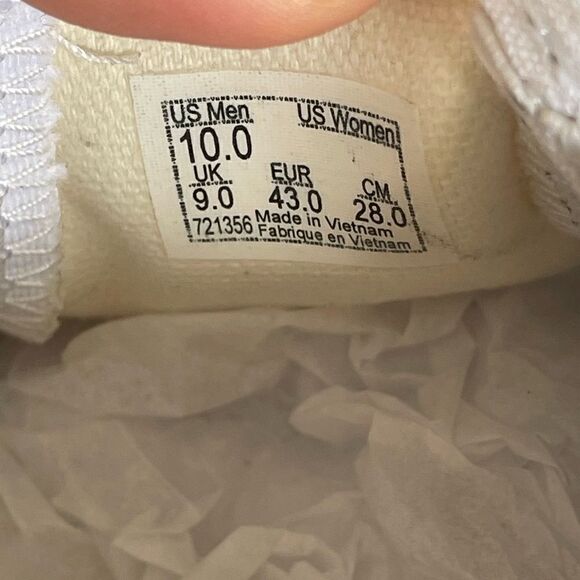 US Men US Women
10.0
UK EUR CM
9.0 43.0 28.0
721356 Made in Vietnam
Fabrique en Vietnam